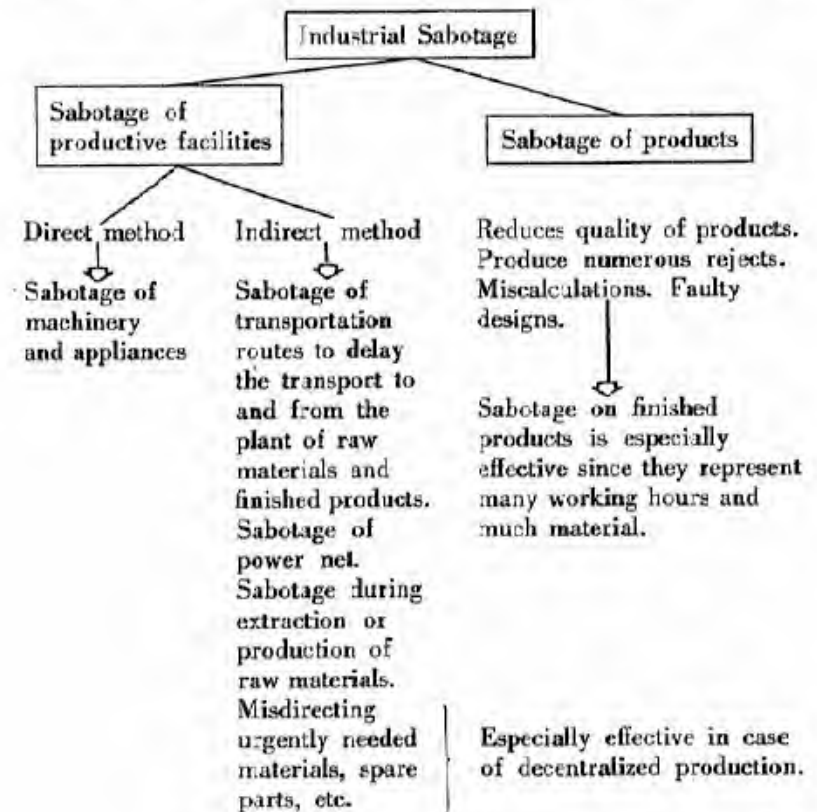 Industrial Sabotage
Sabotage of
productive facilities
Sabotage of products
Direct method
Sabotage of
machinery
and appliances
Indirect method
Sabotage of
transportation
routes to delay
the transport to
and from the
plant of raw
materials and
finished products.
Sabotage of
power net.
Sabotage during
extraction or
production of
raw materials.
Misdirecting
urgently needed
materials, spare
parts, etc.
Especially effective in case
of decentralized production.
Reduces quality of products.
Produce numerous rejects.
Miscalculations. Faulty
designs.
Sabotage on finished
products is especially
effective since they represent
many working hours and
much material.